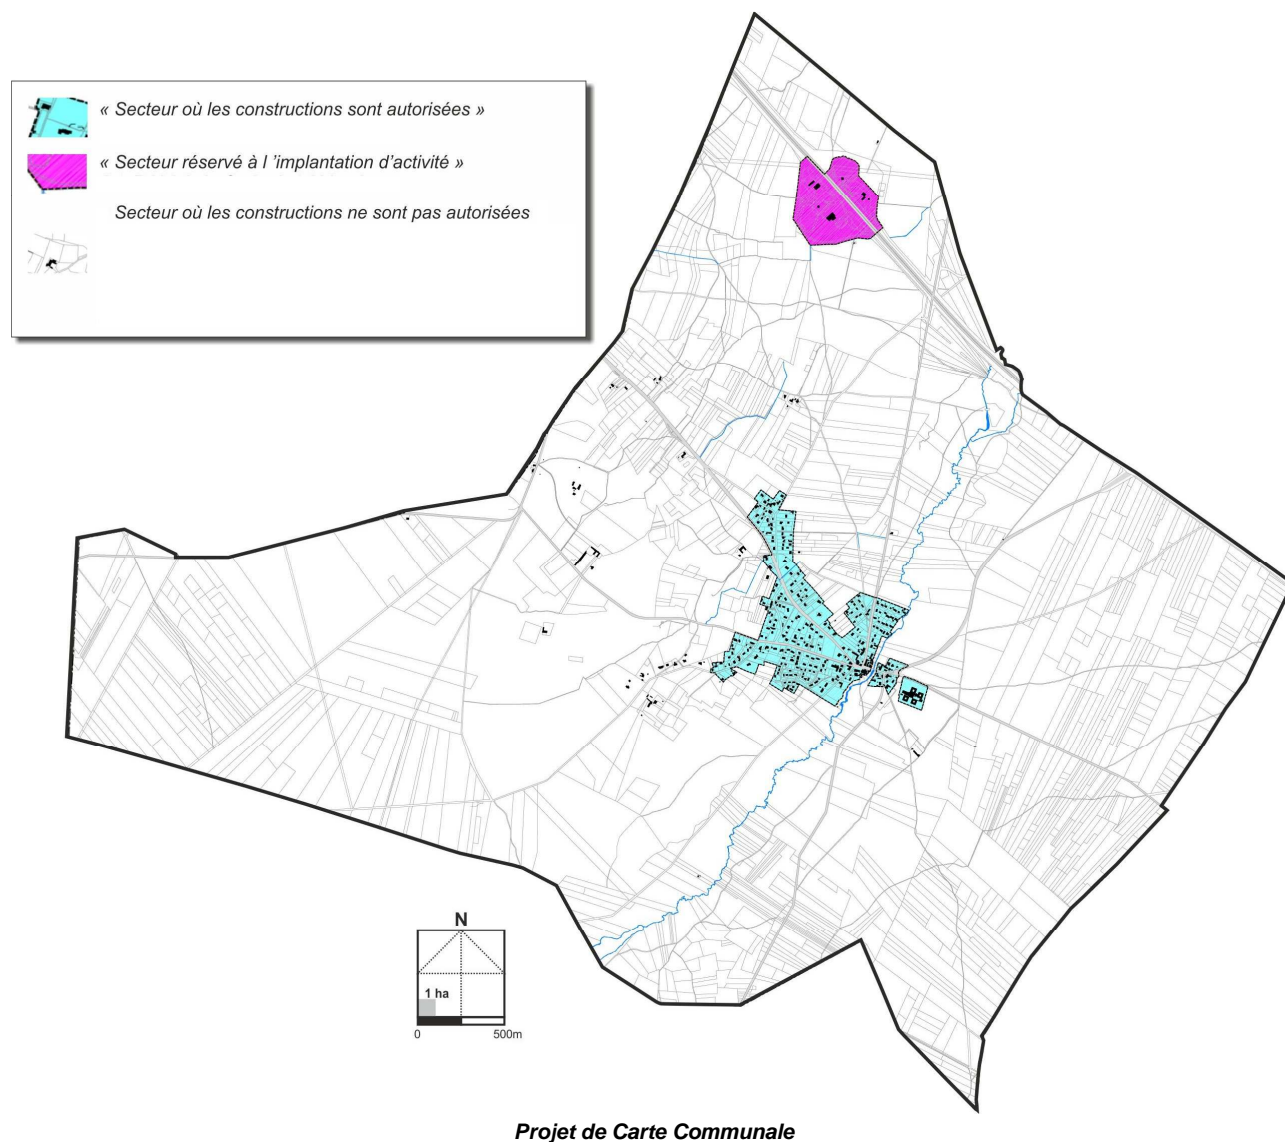 « Secteur où les constructions sont autorisées »
« Secteur réservé à l ’implantation d’activité »
Secteur où les constructions ne sont pas autorisées
N
1 ha
0 500m
Projet de Carte Communale